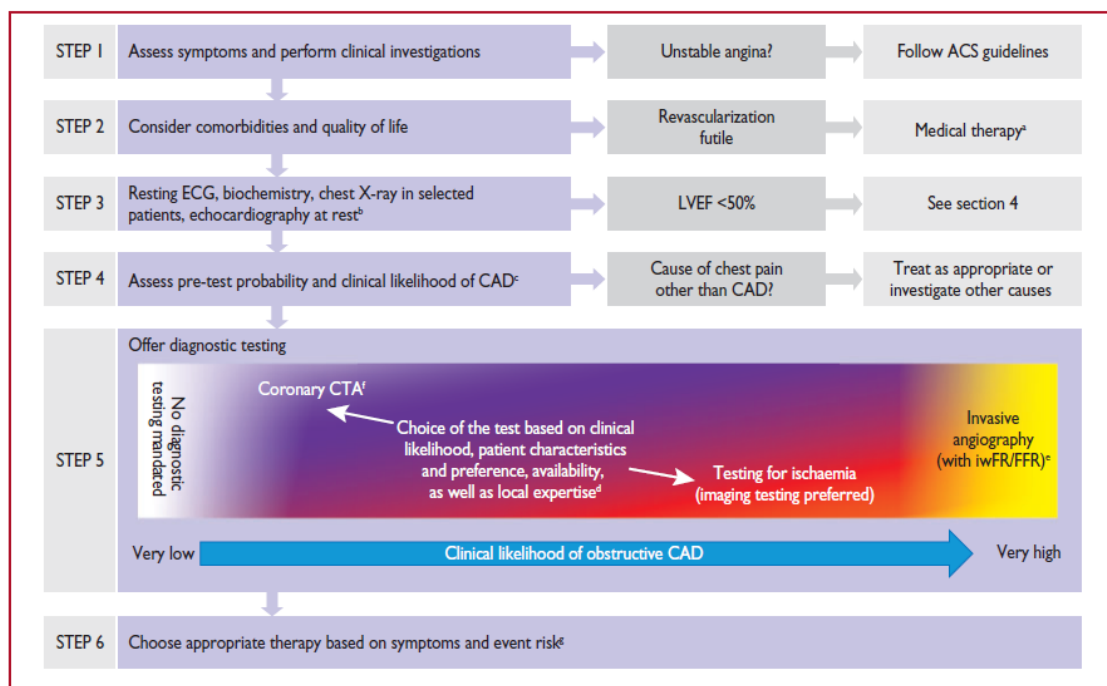 STEP 1
Assess symptoms and perform clinical investigations
Unstable angina?
Follow ACS guidelines
STEP 2
Consider comorbidities and quality of life
Revascularization
futile
Medical therapyᵃ
STEP 3
Resting ECG, biochemistry, chest X-ray in selected
patients, echocardiography at restᵇ
LVEF <50%
See section 4
STEP 4
Assess pre-test probability and clinical likelihood of CADᶜ
Cause of chest pain
other than CAD?
Treat as appropriate or
investigate other causes
STEP 5
Offer diagnostic testing
No diagnostic
testing mandated
Coronary CTAᶠ
Choice of the test based on clinical
likelihood, patient characteristics
and preference, availability,
as well as local expertiseᵈ
Testing for ischaemia
(imaging testing preferred)
Invasive
angiography
(with iwFR/FFR)ᵉ
Very low
Clinical likelihood of obstructive CAD
Very high
STEP 6
Choose appropriate therapy based on symptoms and event riskᵍ